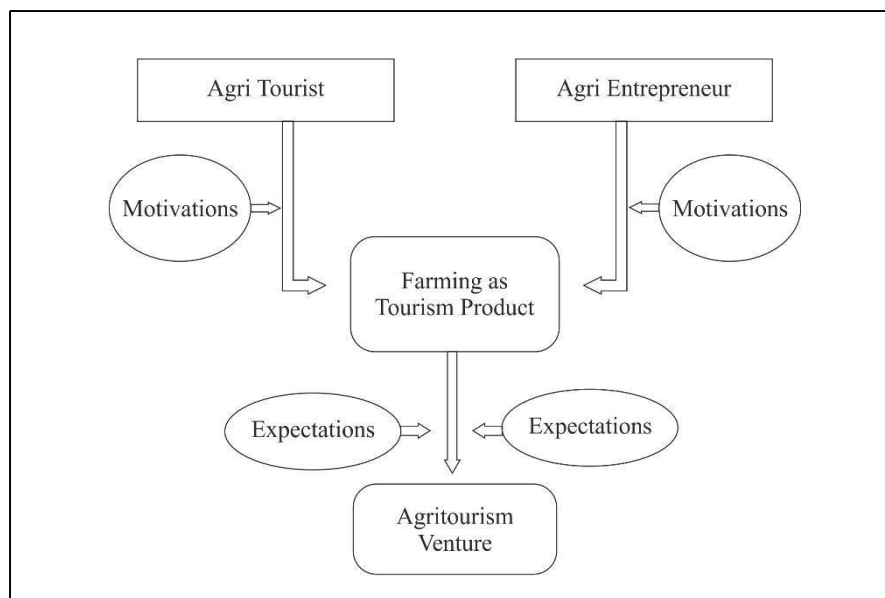 Agri Tourist
Agri Entrepreneur
Motivations
Motivations
Farming as
Tourism Product
Expectations
Expectations
Agritourism
Venture